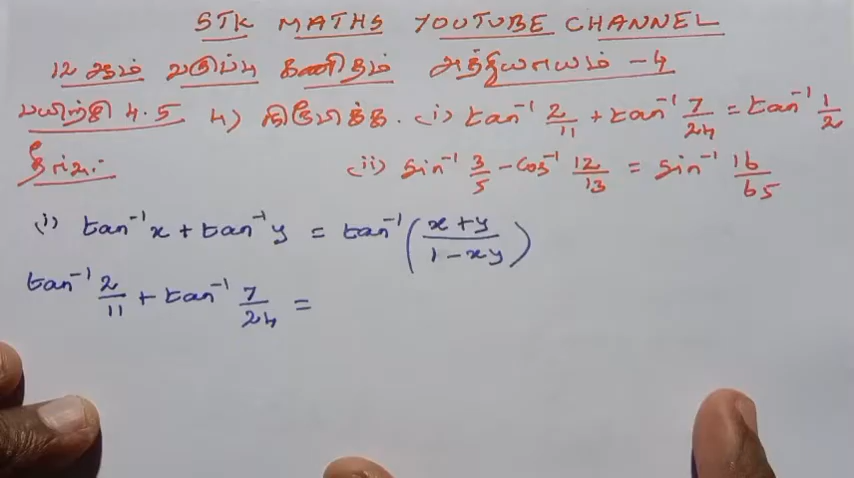 STK MATHS YOUTUBE CHANNEL
12 ஆம் வகுப்பு கணிதம் அத்தியாயம் - 4
பயிற்சி 4.5 4) நிரூபிக்க. (i) tan⁻¹ 2/11 + tan⁻¹ 7/24 = tan⁻¹ 1/2
தீர்வு:- (ii) sin⁻¹ 3/5 - cos⁻¹ 12/13 = sin⁻¹ 16/65
(i) tan⁻¹x + tan⁻¹y = tan⁻¹((x+y)/(1-xy))
tan⁻¹ 2/11 + tan⁻¹ 7/24 =